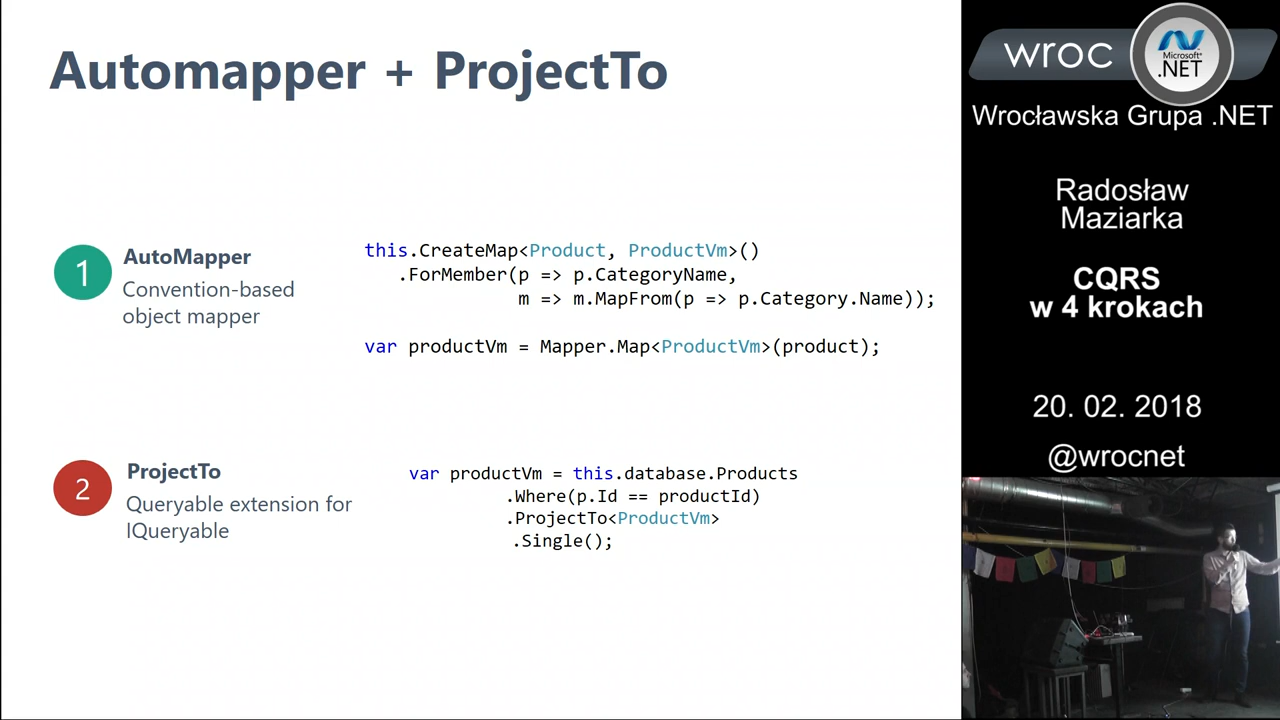 Automapper + ProjectTo
1
AutoMapper
Convention-based
object mapper
this.CreateMap<Product, ProductVm>()
.ForMember(p => p.CategoryName,
m => m.MapFrom(p => p.Category.Name));
var productVm = Mapper.Map<ProductVm>(product);
2
ProjectTo
Queryable extension for
IQueryable
var productVm = this.database.Products
.Where(p.Id == productId)
.ProjectTo<ProductVm>
.Single();
wroc
Microsoft®
.NET
Wrocławska Grupa .NET
Radosław
Maziarka
CQRS
w 4 krokach
20. 02. 2018
@wrocnet